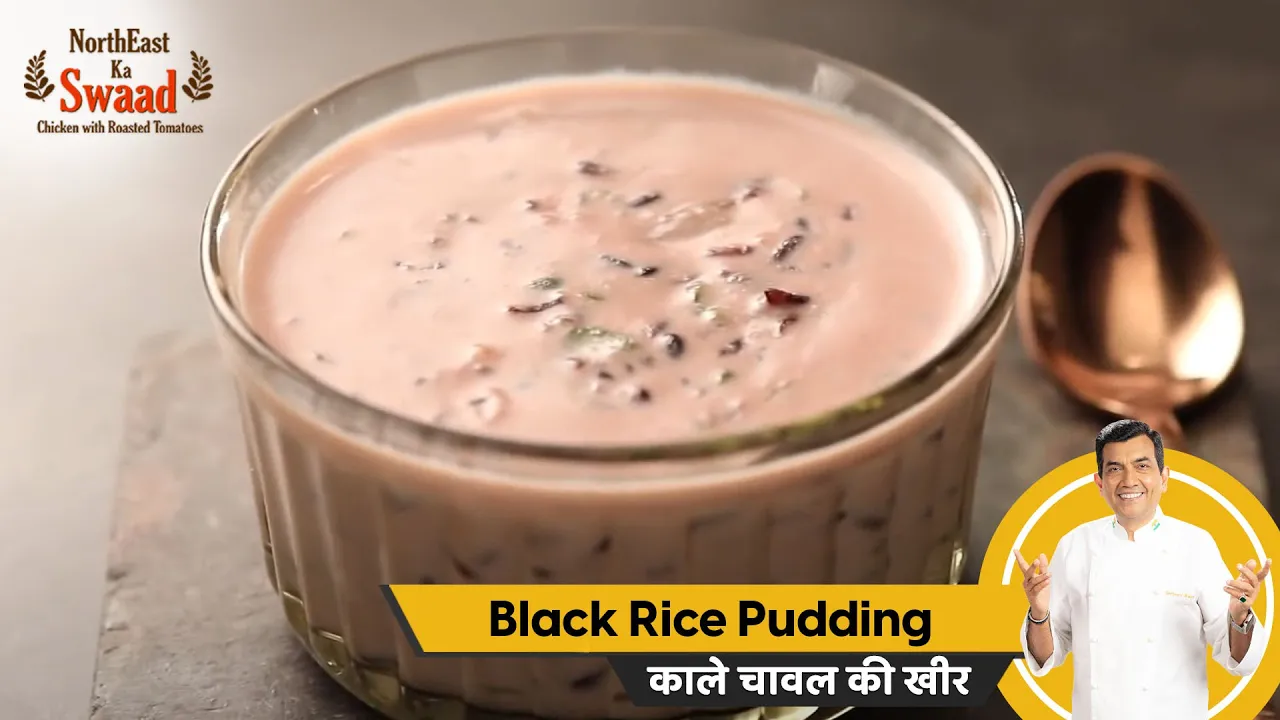 NorthEast
Ka
Swaad
Chicken with Roasted Tomatoes
Black Rice Pudding
काले चावल की खीर